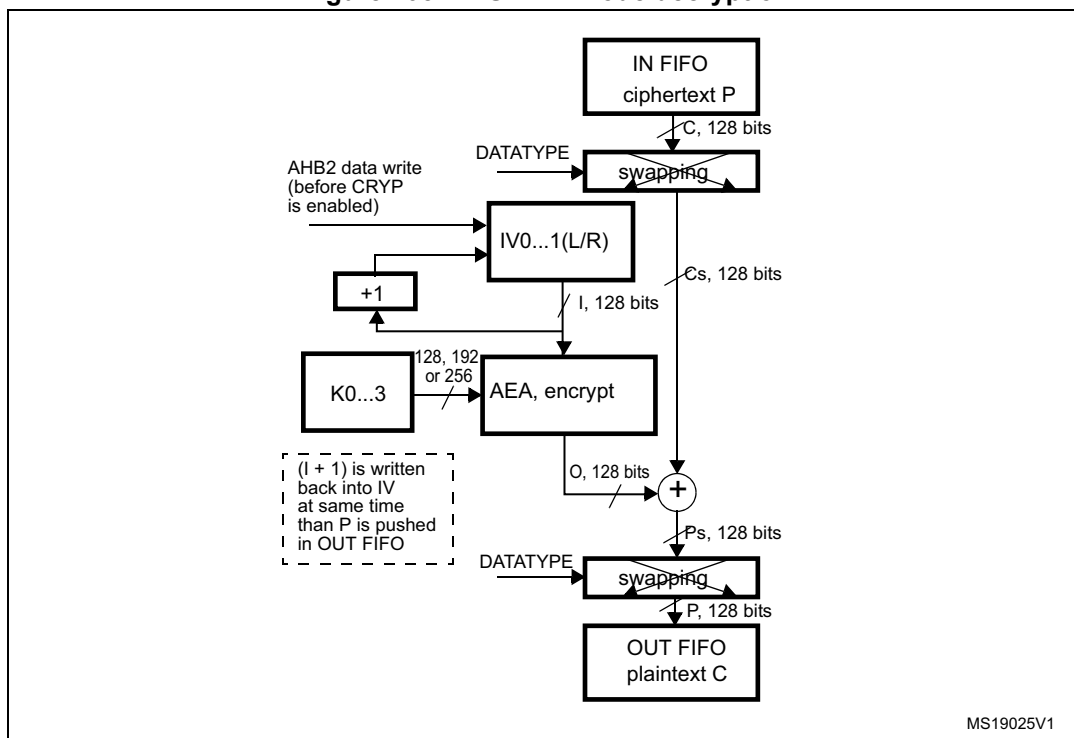 IN FIFO
ciphertext P
C, 128 bits
DATATYPE
swapping
AHB2 data write
(before CRYP
is enabled)
IV0...1(L/R)
Cs, 128 bits
+1
I, 128 bits
128, 192
or 256
K0...3
AEA, encrypt
(I + 1) is written
back into IV
at same time
than P is pushed
in OUT FIFO
O, 128 bits
+
Ps, 128 bits
DATATYPE
swapping
P, 128 bits
OUT FIFO
plaintext C
MS19025V1